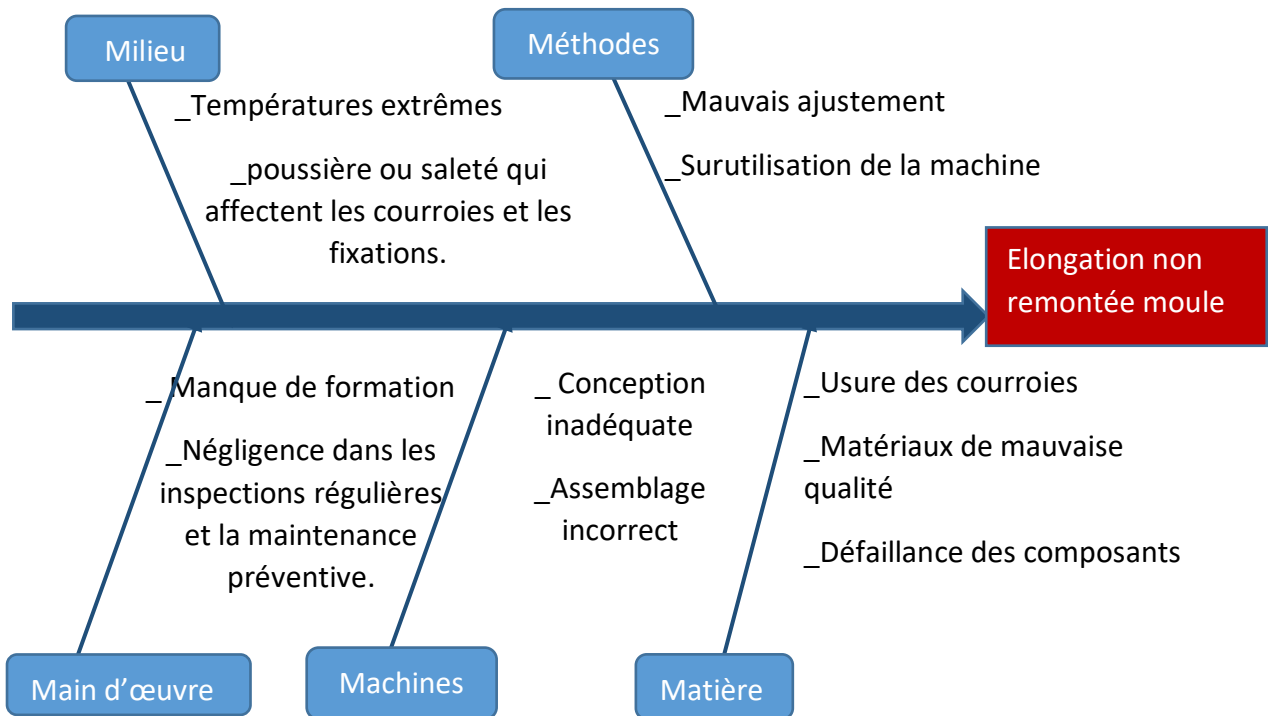 Milieu
Méthodes
_Températures extrêmes
_poussière ou saleté qui
affectent les courroies et les
fixations.
_Mauvais ajustement
_Surutilisation de la machine
Elongation non
remontée moule
_ Manque de formation
_Négligence dans les
inspections régulières
et la maintenance
préventive.
_ Conception
inadéquate
_Assemblage
incorrect
_Usure des courroies
_Matériaux de mauvaise
qualité
_Défaillance des composants
Main d’œuvre
Machines
Matière